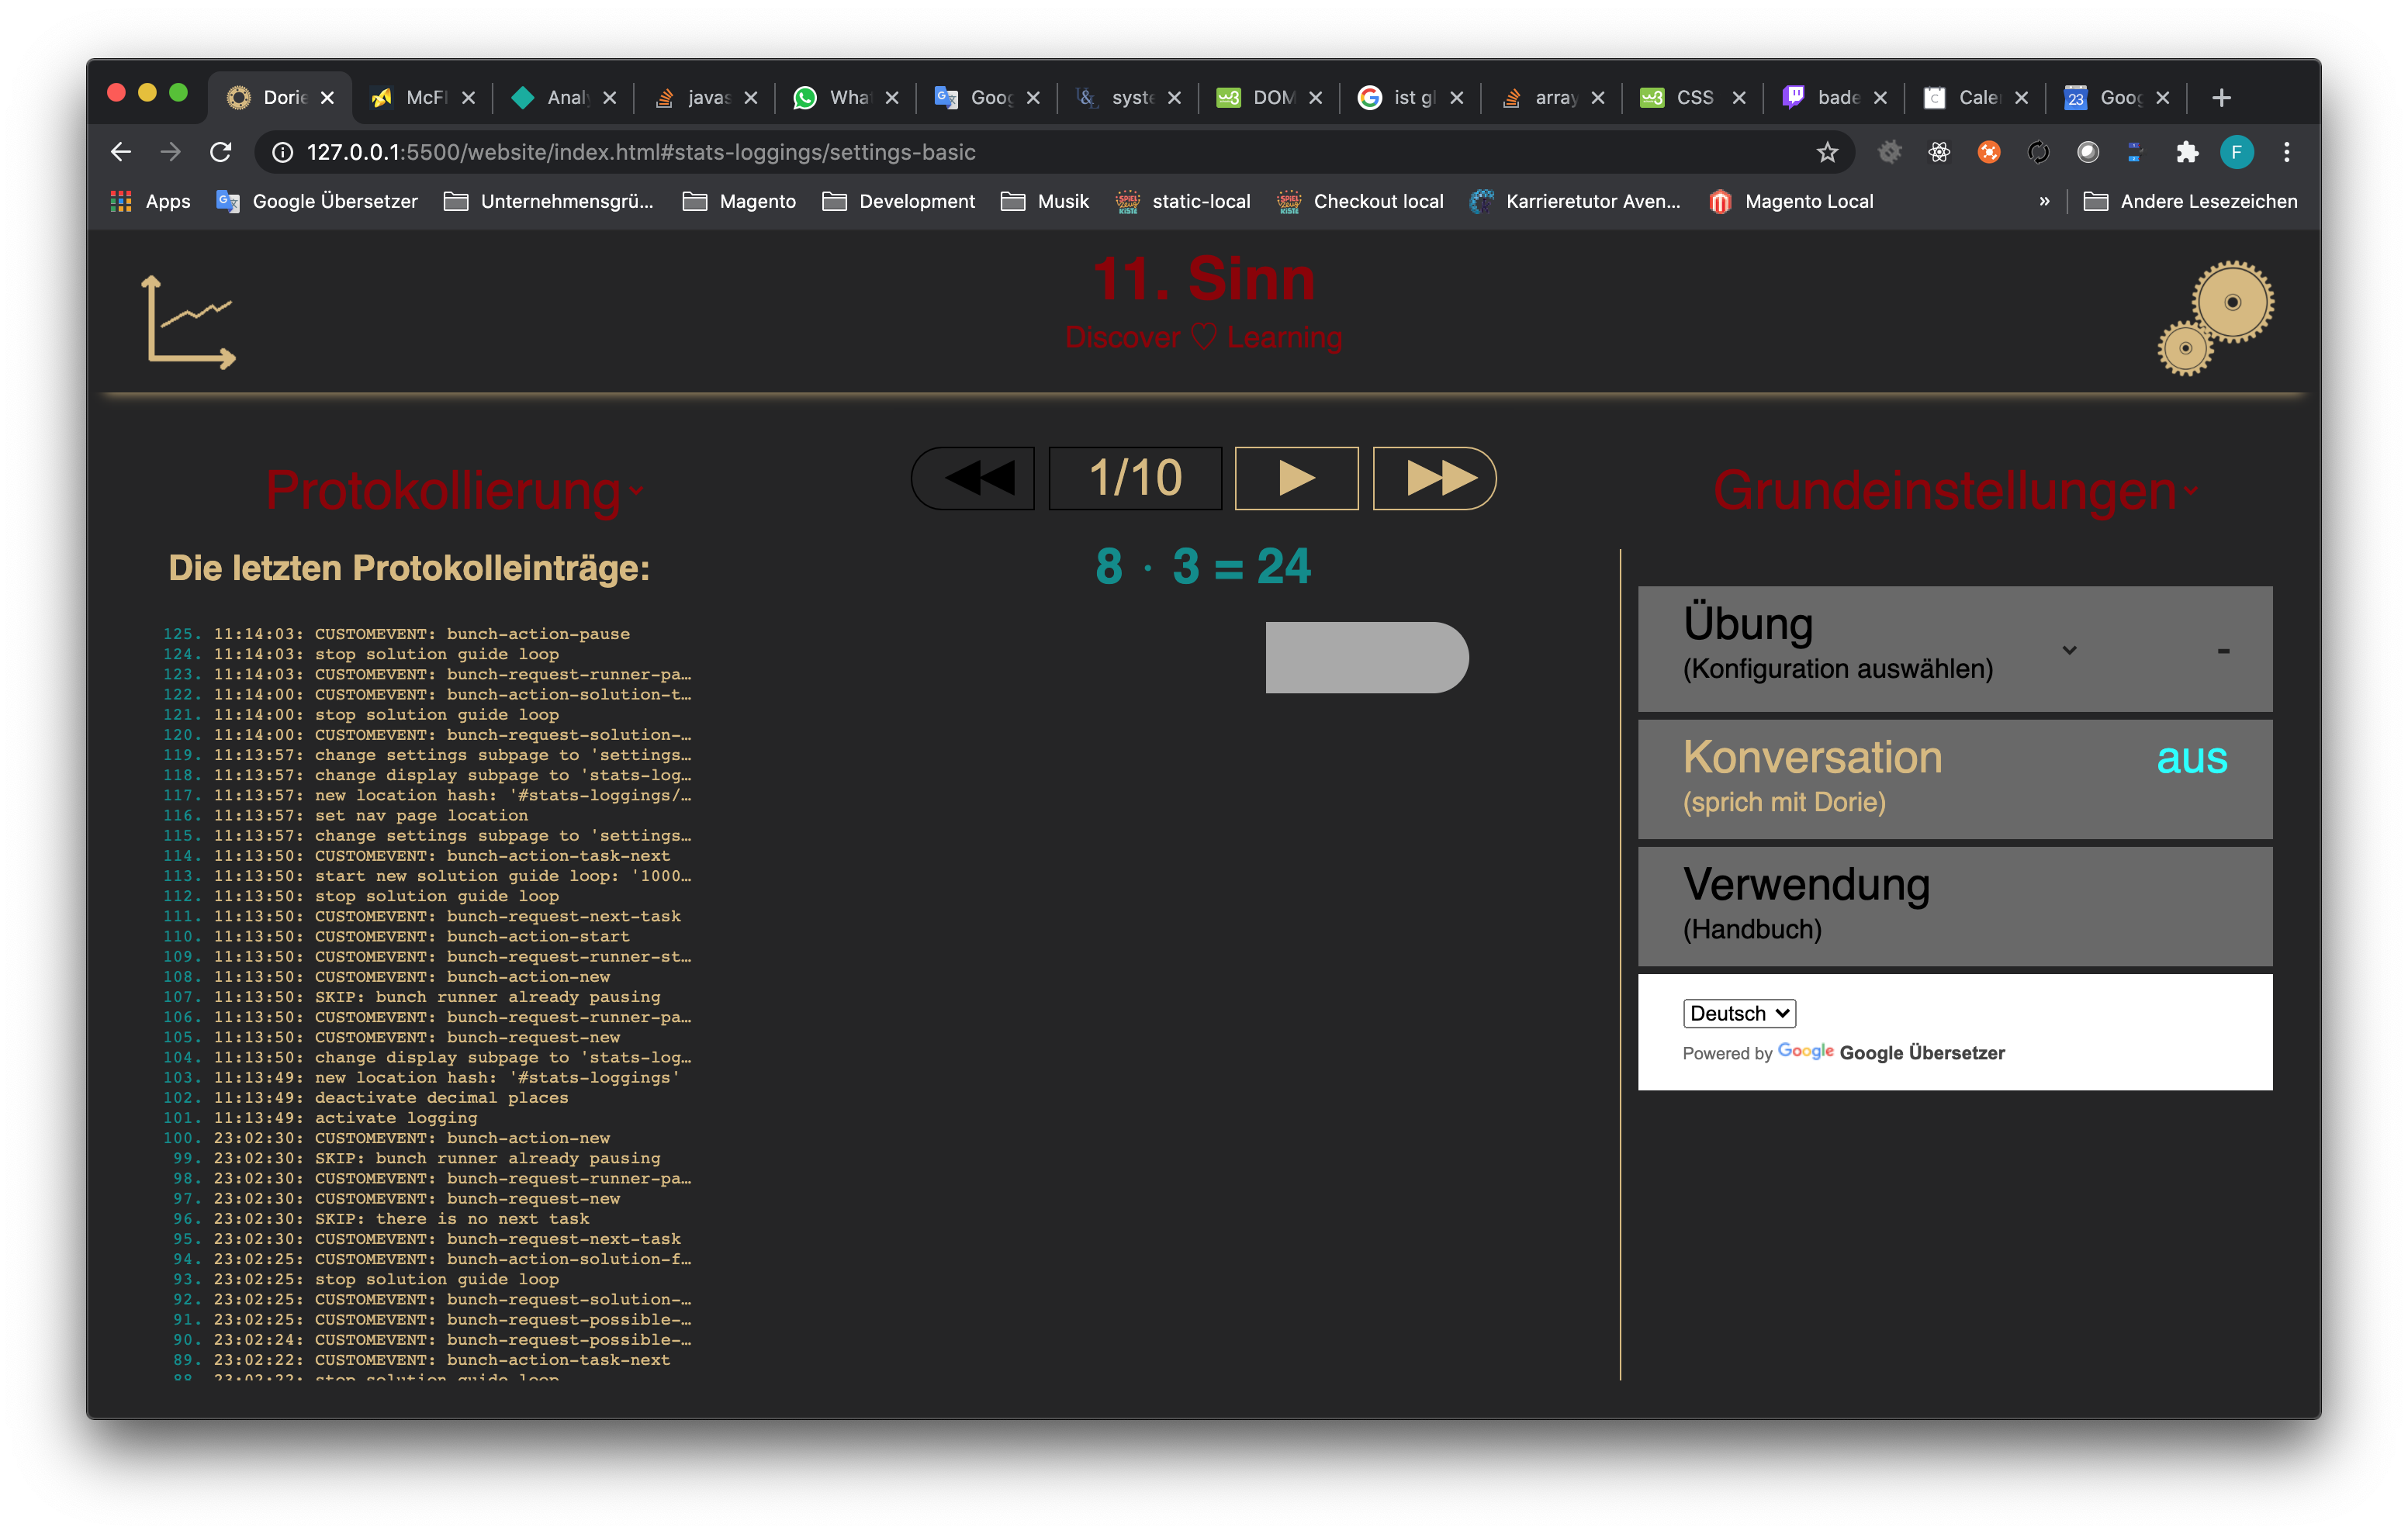 Dorie
McFl
Analy
javas
What
Goog
syste
DOM
ist gl
array
CSS
bade
Caler
23
Goog
127.0.0.1:5500/website/index.html#stats-loggings/settings-basic
F
Apps
Google Übersetzer
Unternehmensgrü...
Magento
Development
Musik
static-local
Checkout local
Karrieretutor Aven...
Magento Local
»
Andere Lesezeichen
11. Sinn
Discover ♡ Learning
Protokollierung
1/10
Grundeinstellungen
Die letzten Protokolleinträge:
8 · 3 = 24
125. 11:14:03: CUSTOMEVENT: bunch-action-pause
124. 11:14:03: stop solution guide loop
123. 11:14:03: CUSTOMEVENT: bunch-request-runner-pa…
122. 11:14:00: CUSTOMEVENT: bunch-action-solution-t…
121. 11:14:00: stop solution guide loop
120. 11:14:00: CUSTOMEVENT: bunch-request-solution-…
119. 11:13:57: change settings subpage to 'settings…
118. 11:13:57: change display subpage to 'stats-log…
117. 11:13:57: new location hash: '#stats-loggings/…
116. 11:13:57: set nav page location
115. 11:13:57: change settings subpage to 'settings…
114. 11:13:50: CUSTOMEVENT: bunch-action-task-next
113. 11:13:50: start new solution guide loop: '1000…
112. 11:13:50: stop solution guide loop
111. 11:13:50: CUSTOMEVENT: bunch-request-next-task
110. 11:13:50: CUSTOMEVENT: bunch-action-start
109. 11:13:50: CUSTOMEVENT: bunch-request-runner-st…
108. 11:13:50: CUSTOMEVENT: bunch-action-new
107. 11:13:50: SKIP: bunch runner already pausing
106. 11:13:50: CUSTOMEVENT: bunch-request-runner-pa…
105. 11:13:50: CUSTOMEVENT: bunch-request-new
104. 11:13:50: change display subpage to 'stats-log…
103. 11:13:49: new location hash: '#stats-loggings'
102. 11:13:49: deactivate decimal places
101. 11:13:49: activate logging
100. 23:02:30: CUSTOMEVENT: bunch-action-new
99. 23:02:30: SKIP: bunch runner already pausing
98. 23:02:30: CUSTOMEVENT: bunch-request-runner-pa…
97. 23:02:30: CUSTOMEVENT: bunch-request-new
96. 23:02:30: SKIP: there is no next task
95. 23:02:30: CUSTOMEVENT: bunch-request-next-task
94. 23:02:25: CUSTOMEVENT: bunch-action-solution-f…
93. 23:02:25: stop solution guide loop
92. 23:02:25: CUSTOMEVENT: bunch-request-solution-…
91. 23:02:25: CUSTOMEVENT: bunch-request-possible-…
90. 23:02:24: CUSTOMEVENT: bunch-request-possible-…
89. 23:02:22: CUSTOMEVENT: bunch-action-task-next
88. 23:02:22: stop solution guide loop
Übung
(Konfiguration auswählen)
-
Konversation
aus
(sprich mit Dorie)
Verwendung
(Handbuch)
Deutsch
Powered by Google Google Übersetzer